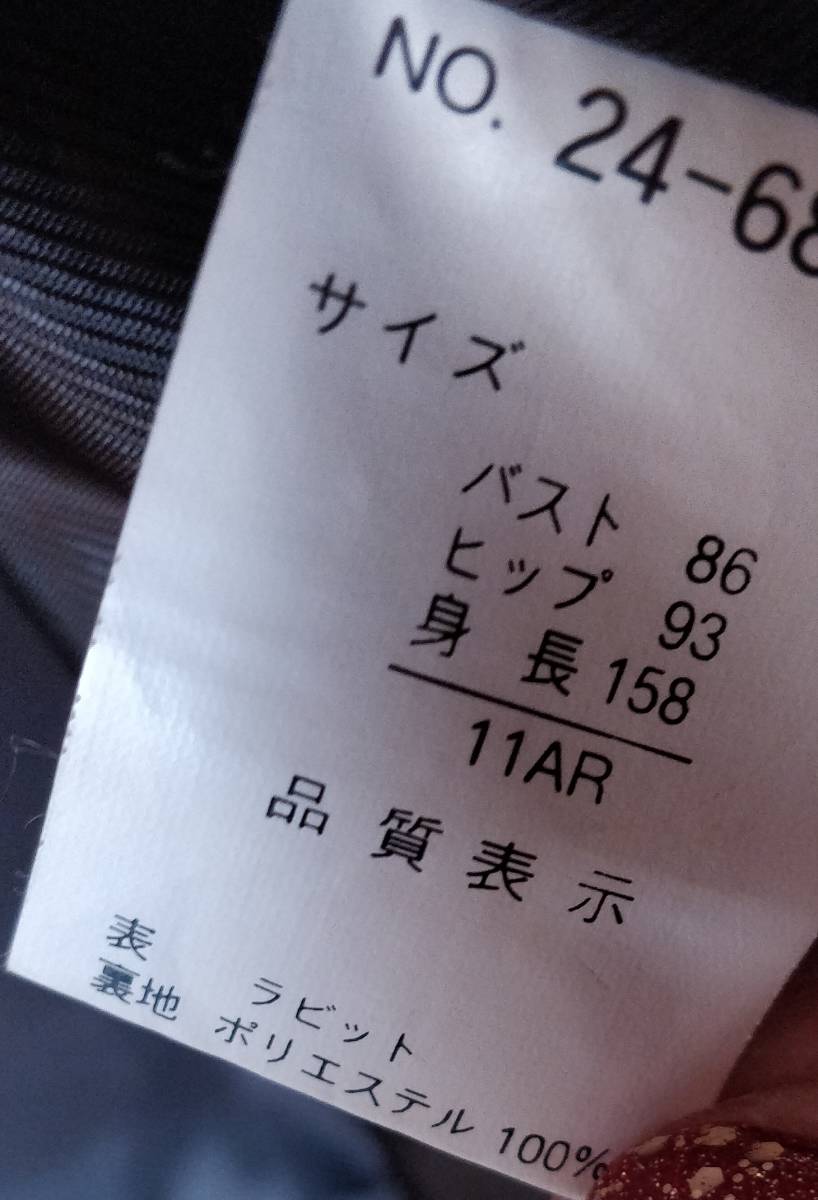 NO. 24-68
サイズ
バスト 86
ヒップ 93
身長 158
11AR
品質表示
表 ラビット
裏地 ポリエステル 100%